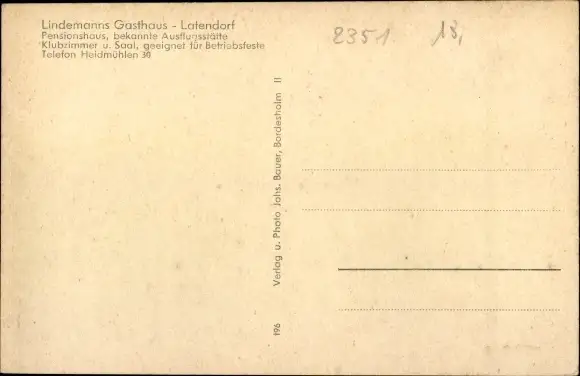 Lindemanns Gasthaus - Latendorf
Pensionshaus, bekannte Ausflugsstätte
Klubzimmer u. Saal, geeignet für Betriebsfeste
Telefon Heidmühlen 30
2351
18,
196 Verlag u. Photo Johs. Bauer, Bordesholm II